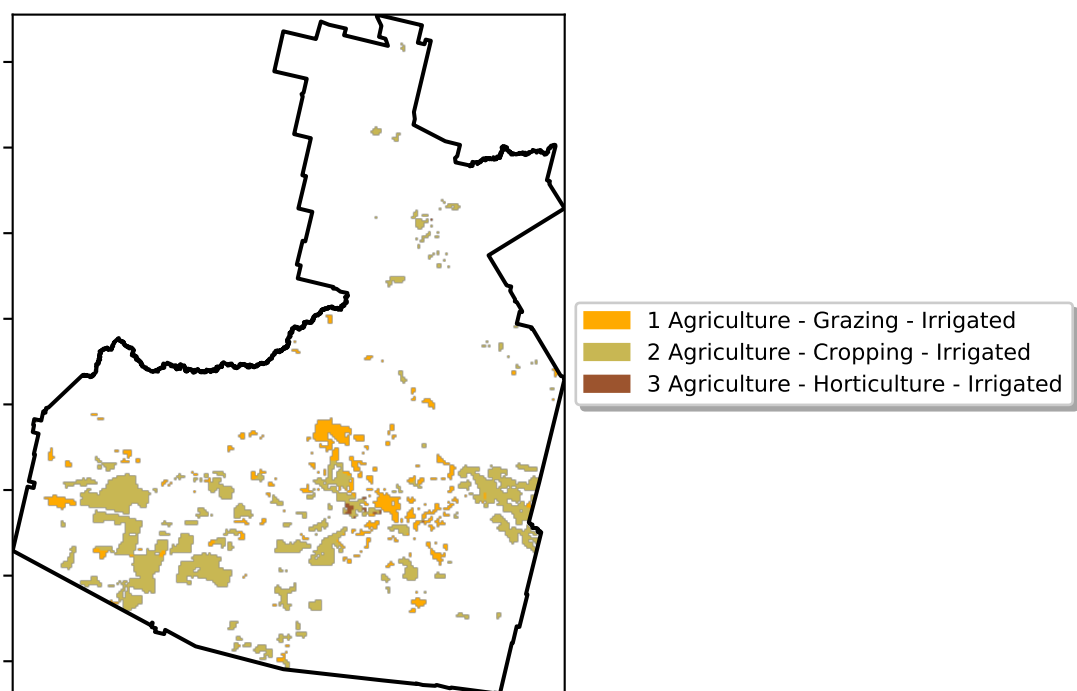 1 Agriculture - Grazing - Irrigated
2 Agriculture - Cropping - Irrigated
3 Agriculture - Horticulture - Irrigated